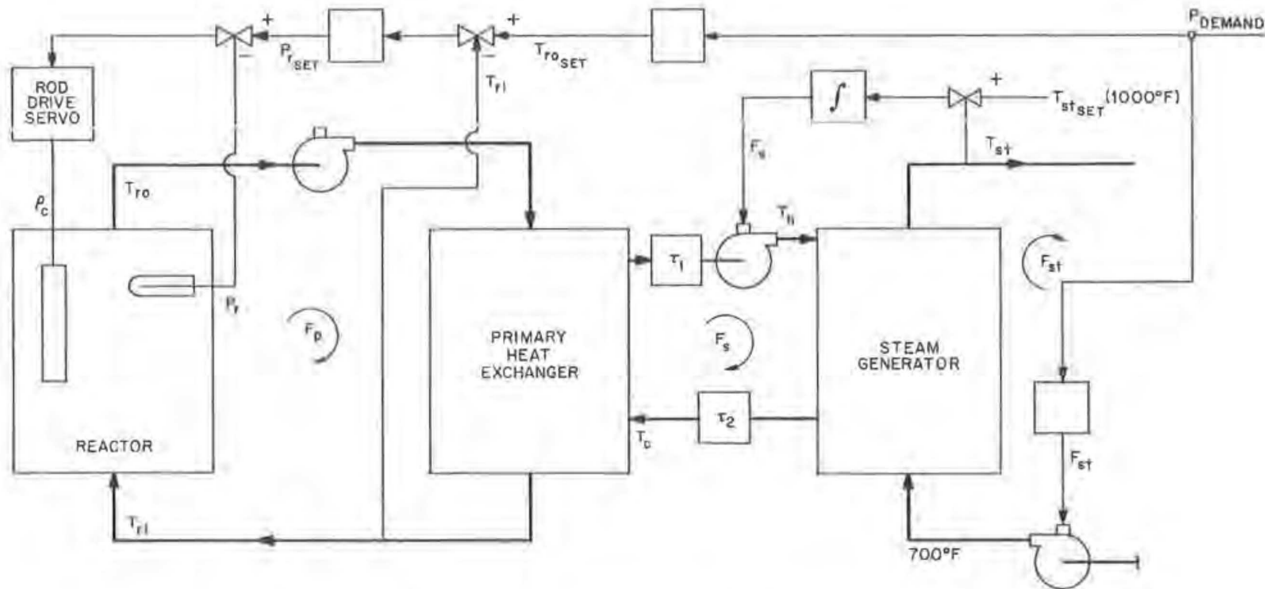 P DEMAND
+
P r SET
+
T ro SET
−
−
T ri
ROD
DRIVE
SERVO
∫
+
T st SET (1000°F)
T st
F s
T ro
ρ c
T h
τ 1
F st
P r
F p
PRIMARY
HEAT
EXCHANGER
F s
STEAM
GENERATOR
τ 2
T c
REACTOR
F st
T ri
700°F